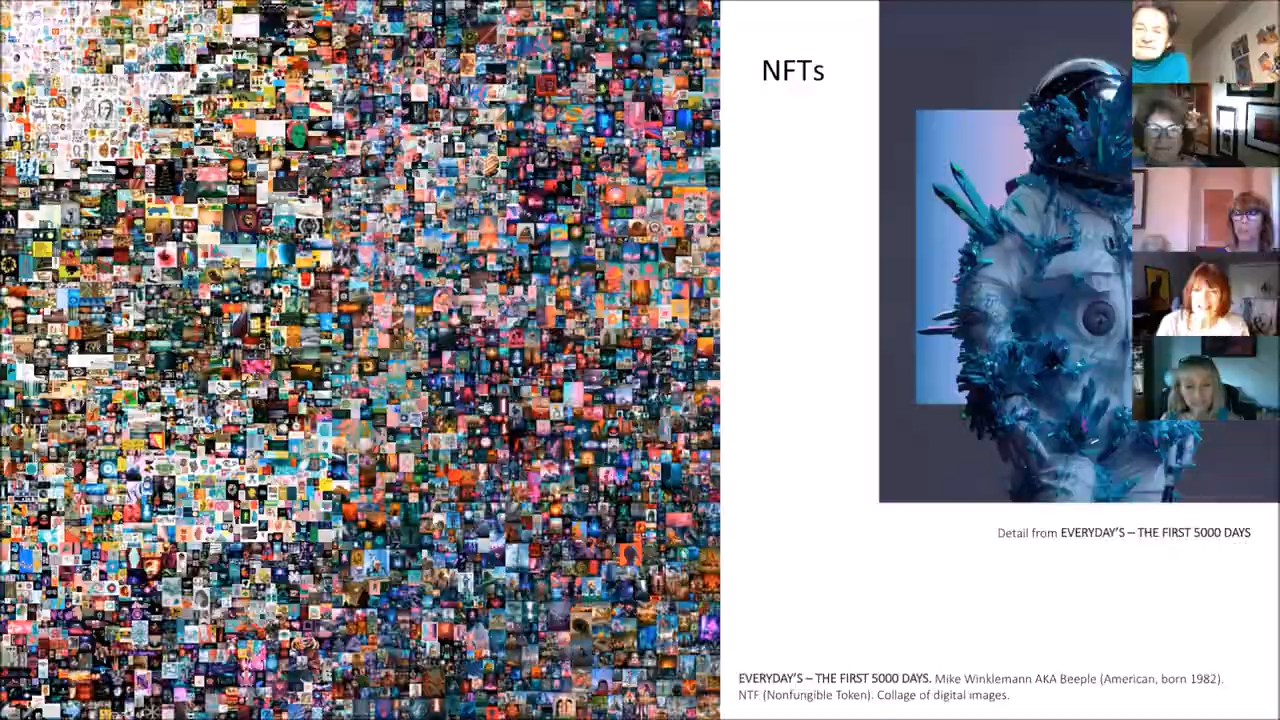 NFTs
Detail from EVERYDAY'S – THE FIRST 5000 DAYS
EVERYDAY'S – THE FIRST 5000 DAYS. Mike Winklemann AKA Beeple (American, born 1982).
NTF (Nonfungible Token). Collage of digital images.